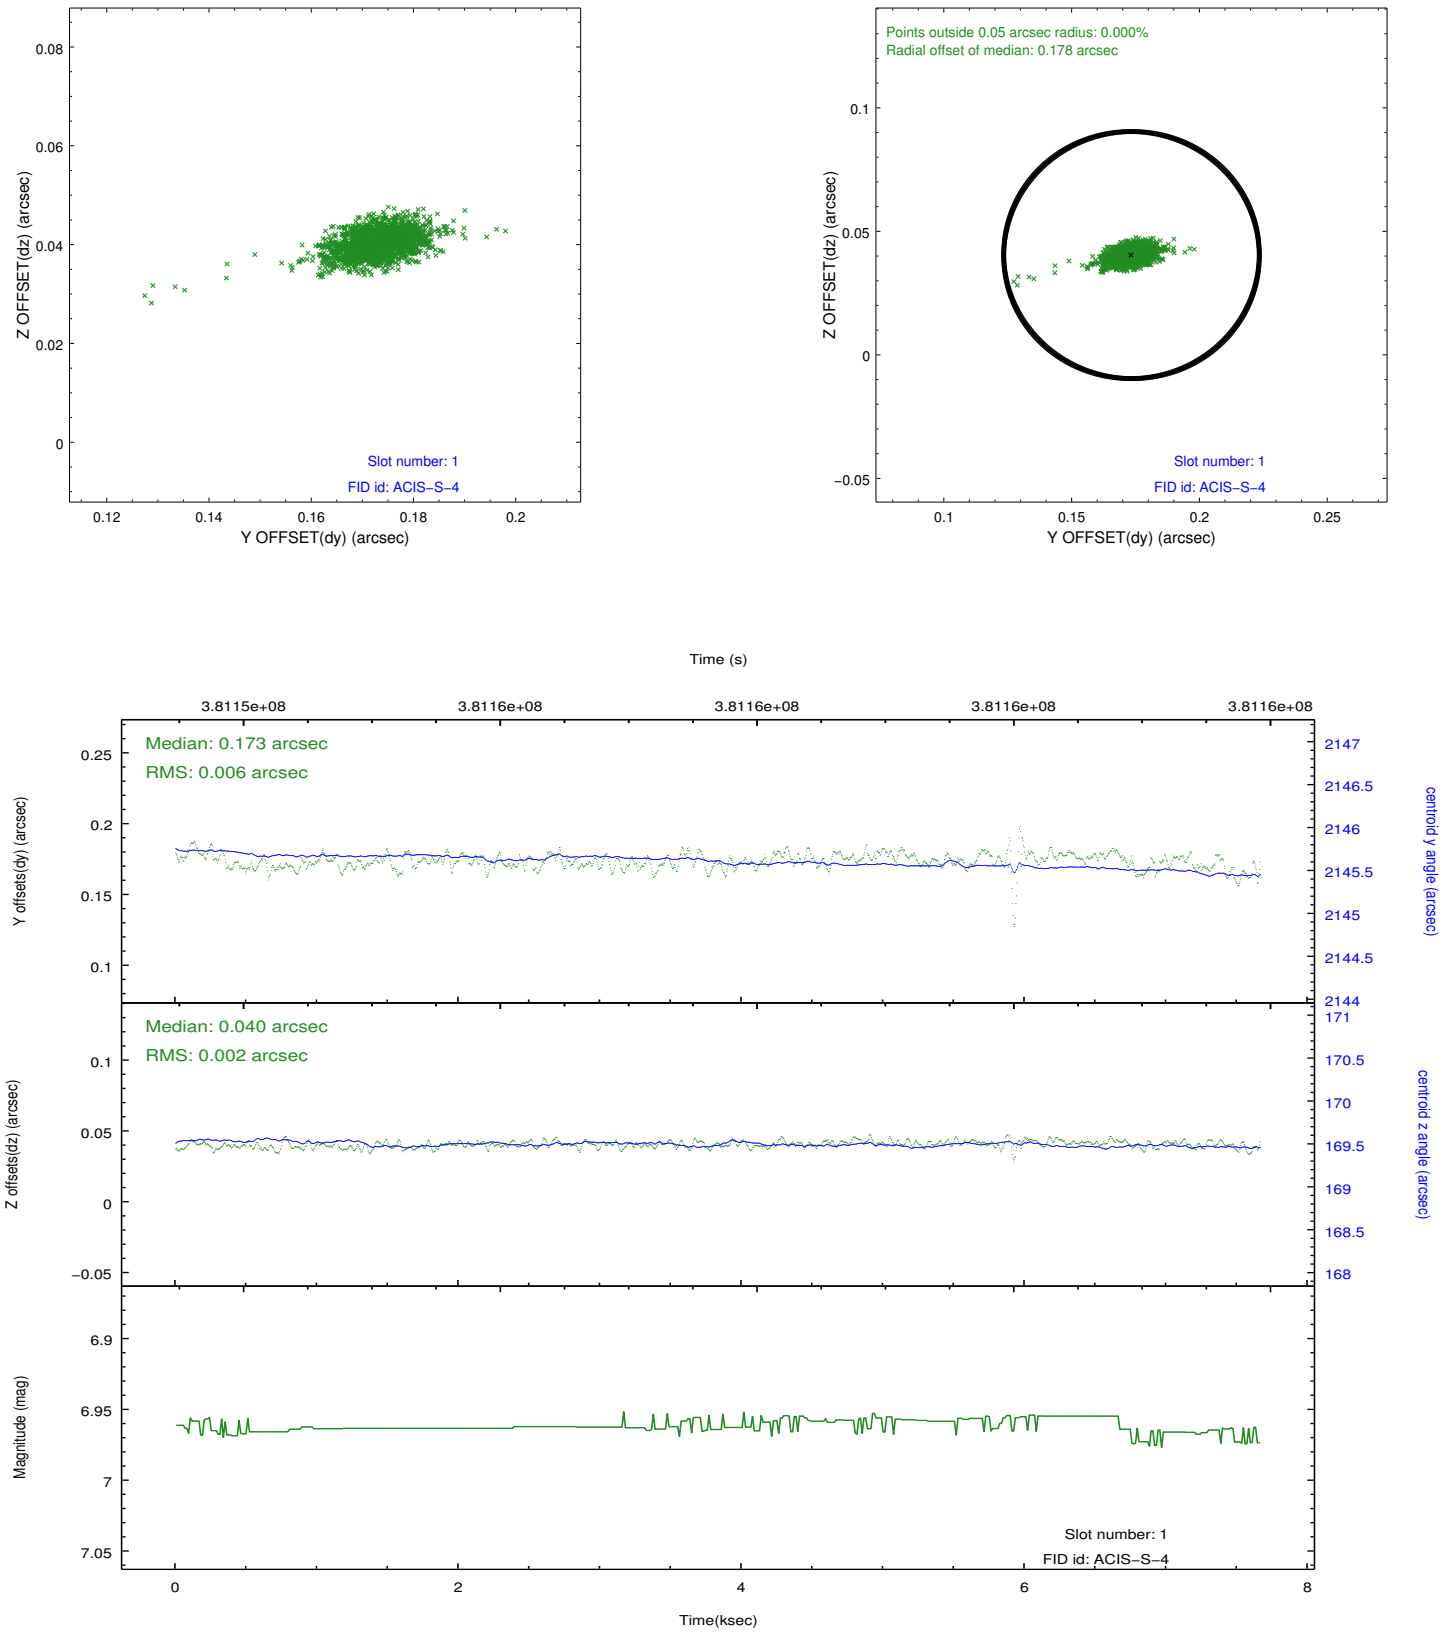 0.08
0.06
0.04
0.02
0
Z OFFSET(dz) (arcsec)
Slot number: 1
FID id: ACIS−S−4
0.12 0.14 0.16 0.18 0.2
Y OFFSET(dy) (arcsec)
Points outside 0.05 arcsec radius: 0.000%
Radial offset of median: 0.178 arcsec
0.1
0.05
0
−0.05
Z OFFSET(dz) (arcsec)
Slot number: 1
FID id: ACIS−S−4
0.1 0.15 0.2 0.25
Y OFFSET(dy) (arcsec)
Time (s)
3.8115e+08 3.8116e+08 3.8116e+08 3.8116e+08 3.8116e+08
Median: 0.173 arcsec
RMS: 0.006 arcsec
0.25
0.2
0.15
0.1
Y offsets(dy) (arcsec)
2147
2146.5
2146
2145.5
2145
2144.5
2144
centroid y angle (arcsec)
Median: 0.040 arcsec
RMS: 0.002 arcsec
0.1
0.05
0
−0.05
Z offsets(dz) (arcsec)
171
170.5
170
169.5
169
168.5
168
centroid z angle (arcsec)
6.9
6.95
7
7.05
Magnitude (mag)
Slot number: 1
FID id: ACIS−S−4
0 2 4 6 8
Time(ksec)